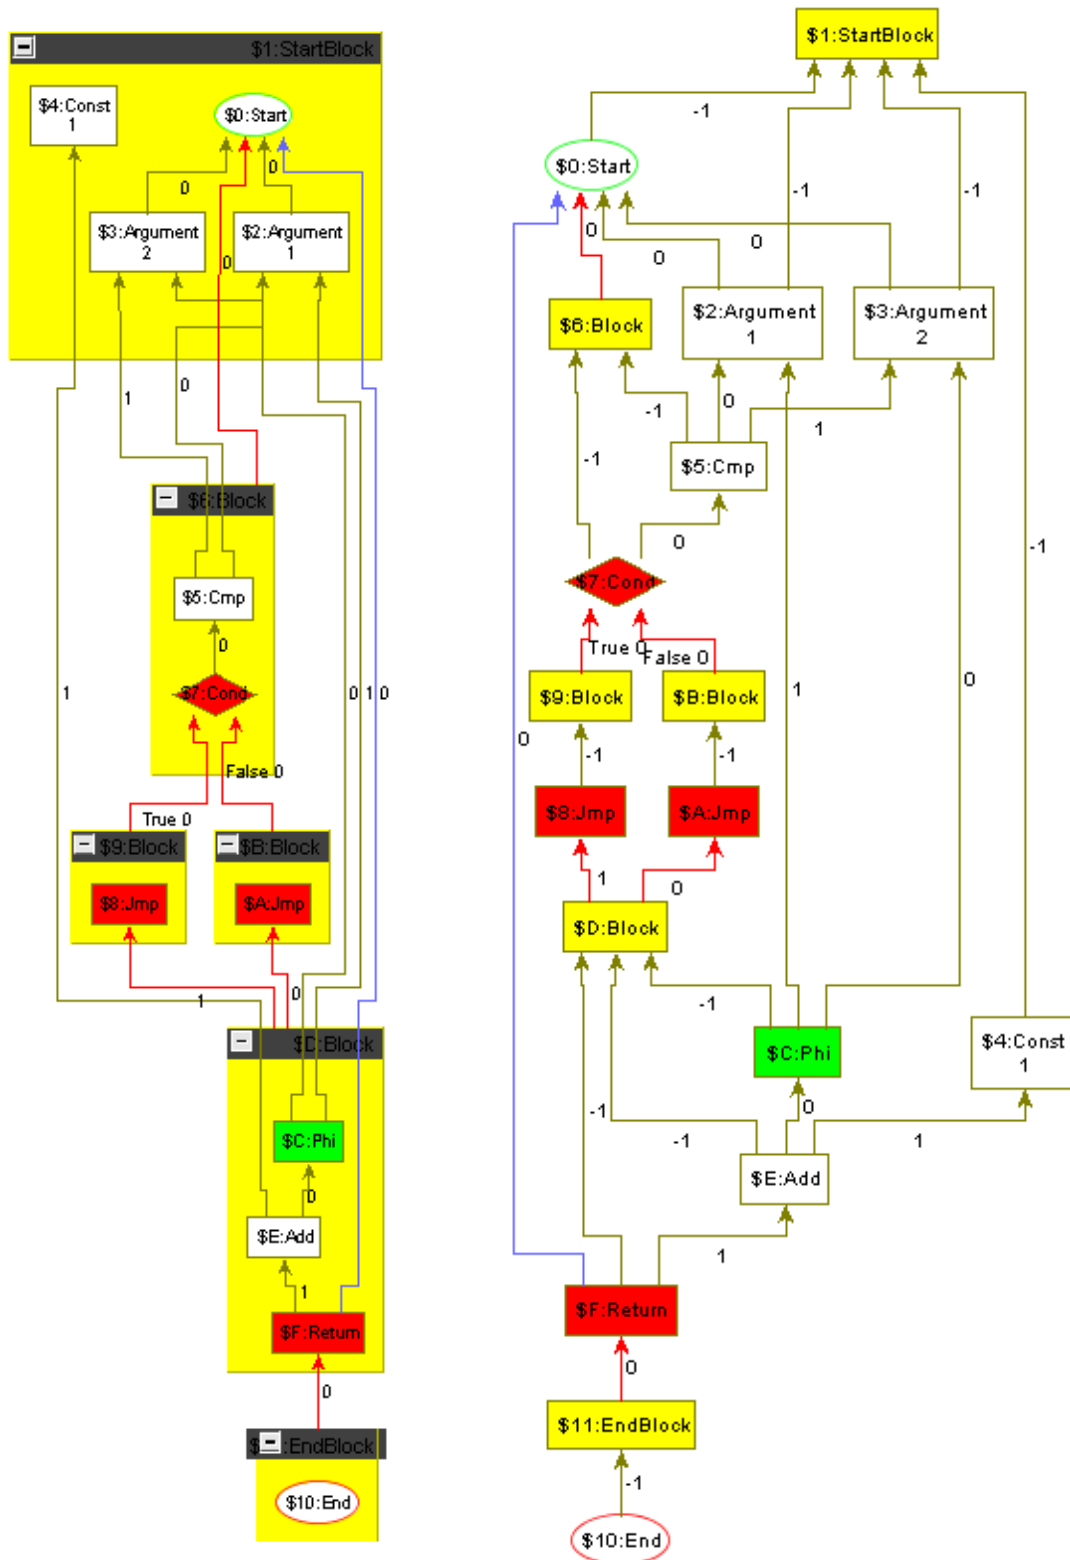 $1:StartBlock
$4:Const
1
$0:Start
0
0
$3:Argument
2
$2:Argument
1
0
1
0
$6:Block
$5:Cmp
0
$7:Cond
1
0
1
0
False 0
True 0
$9:Block
$B:Block
$8:Jmp
$A:Jmp
1
0
$D:Block
$C:Phi
0
$E:Add
1
$F:Return
0
:EndBlock
$10:End
$1:StartBlock
-1
$0:Start
-1
-1
0
0
0
$6:Block
$2:Argument
1
$3:Argument
2
-1
0
1
-1
$5:Cmp
0
-1
$7:Cond
True 0
False 0
$9:Block
$B:Block
1
0
0
-1
-1
$8:Jmp
$A:Jmp
1
0
$D:Block
-1
$C:Phi
$4:Const
1
-1
0
-1
1
$E:Add
1
$F:Return
0
$11:EndBlock
-1
$10:End